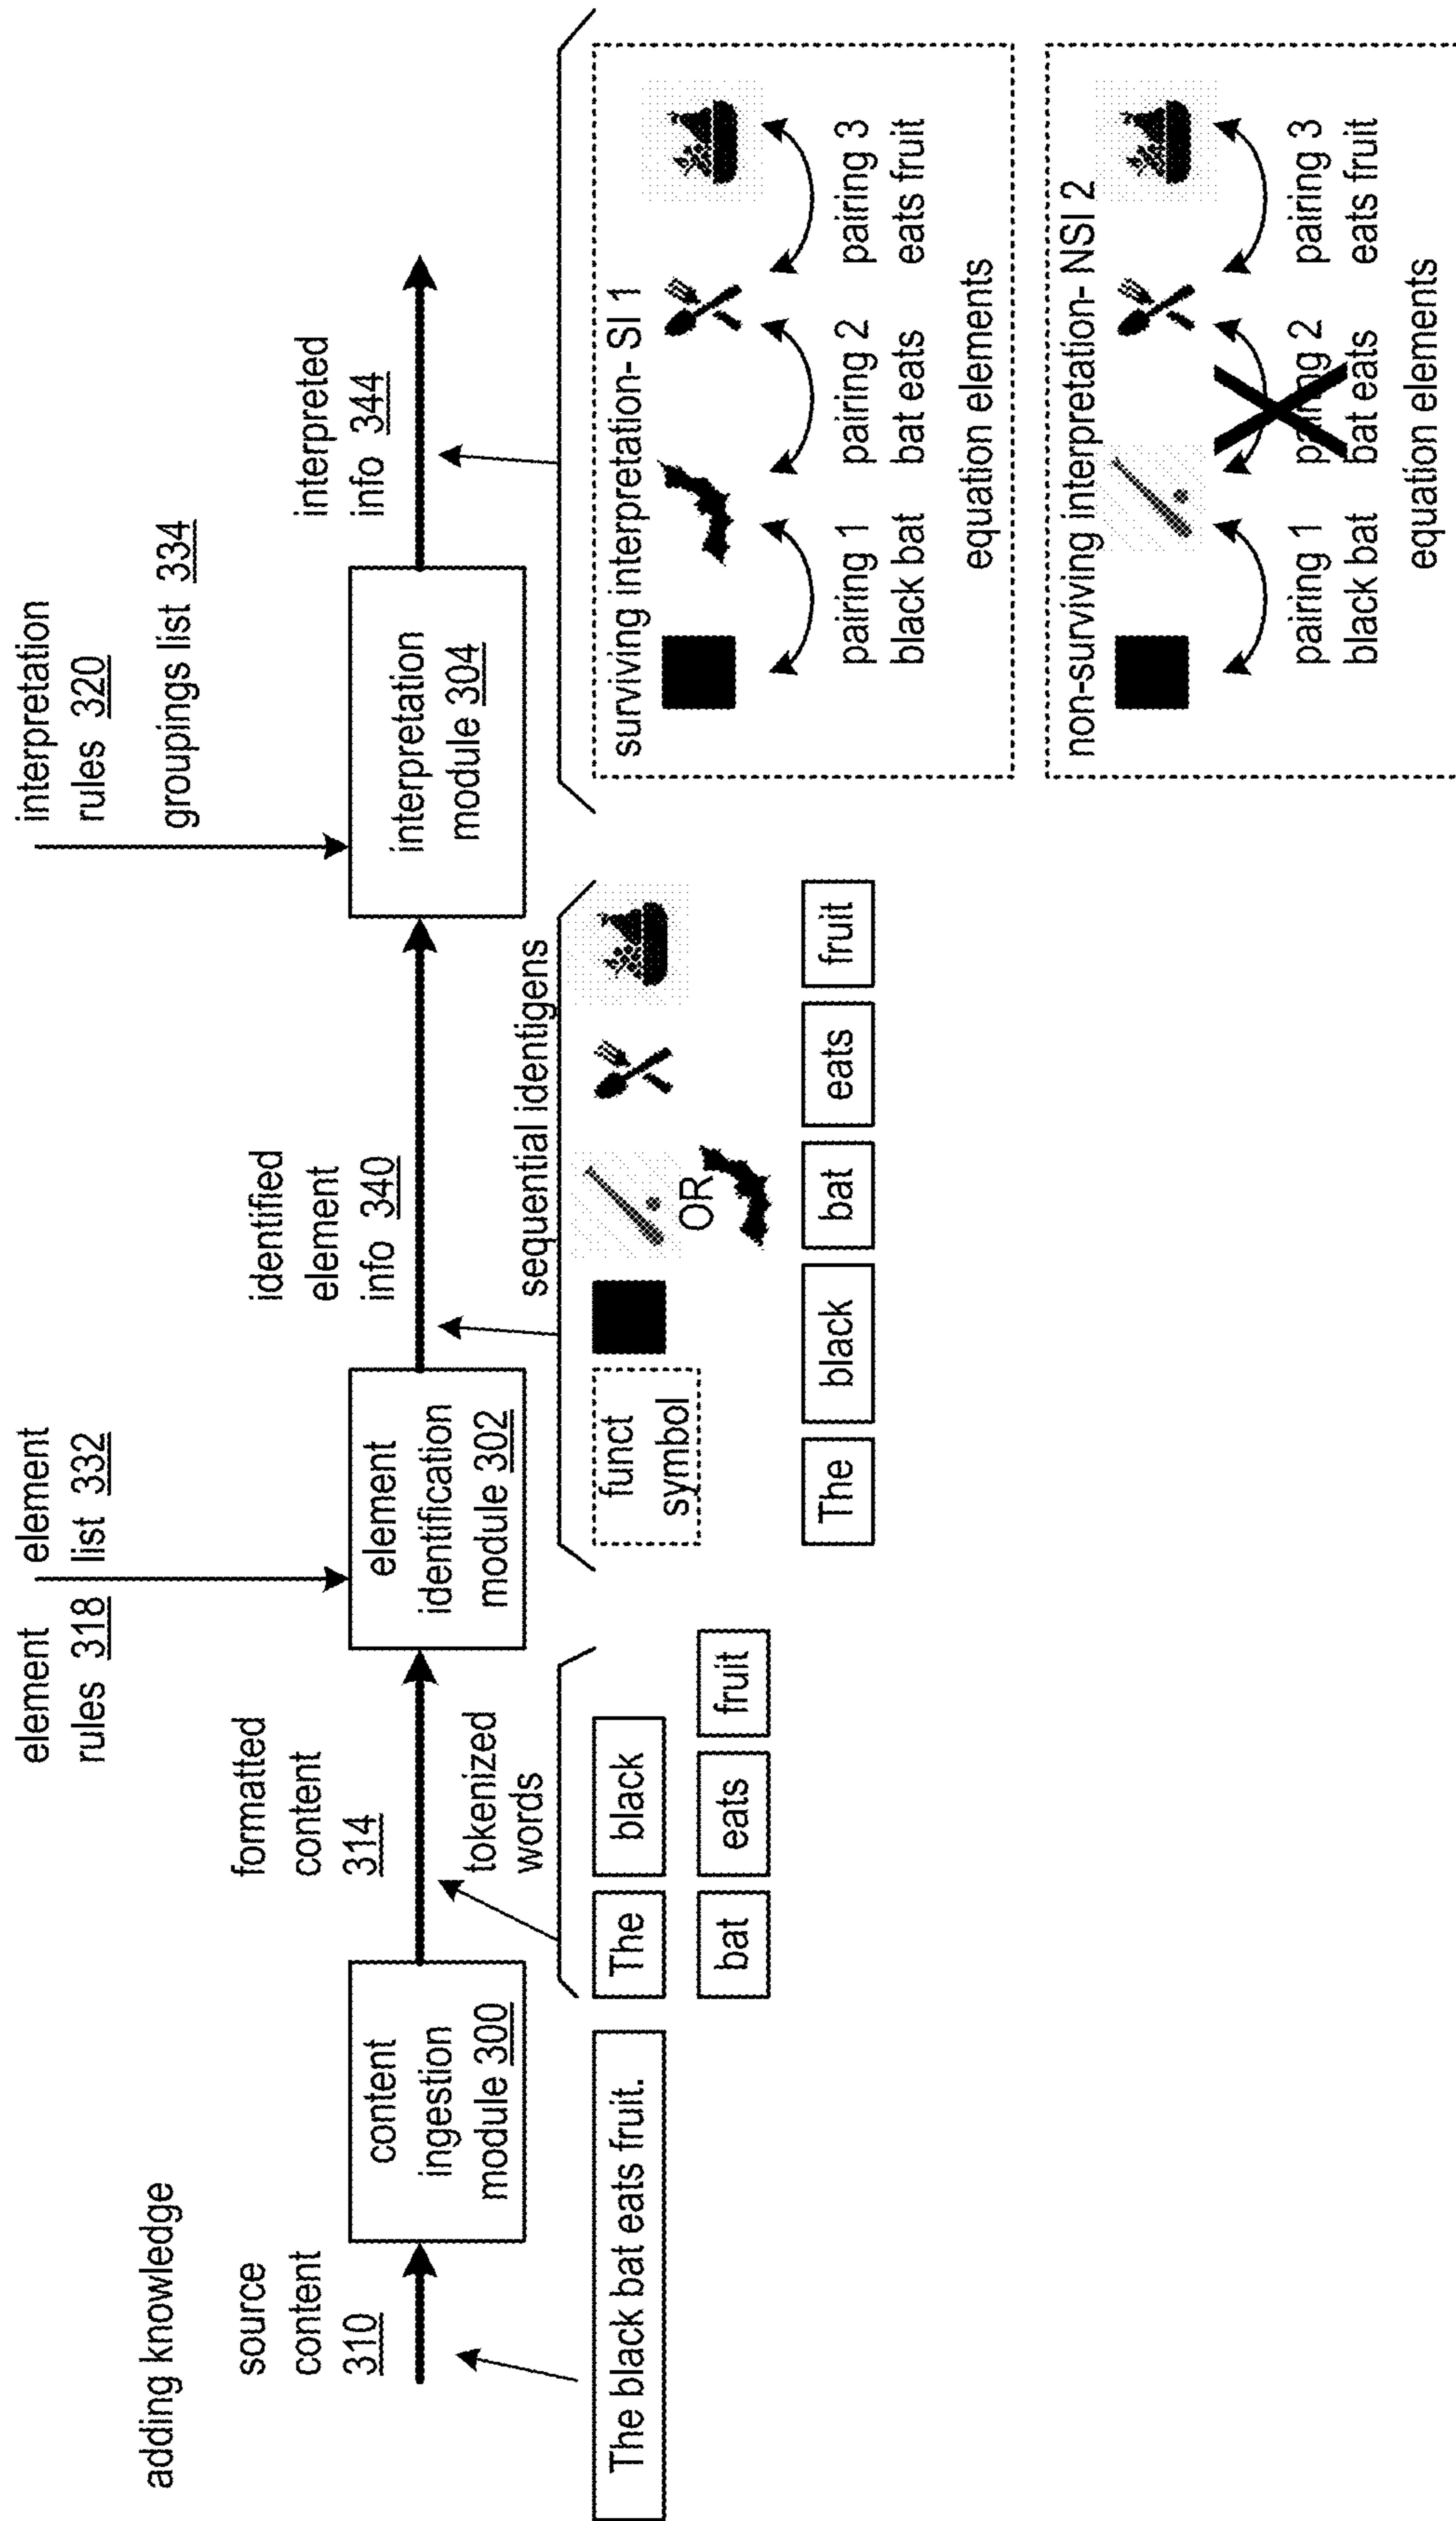 adding knowledge
source
content
310
content
ingestion
module 300
The black bat eats fruit.
formatted
content
314
tokenized
words
The black
bat eats fruit
element
rules 318
element
list 332
element
identification
module 302
identified
element
info 340
sequential identigens
funct
symbol
OR
The black bat eats fruit
interpretation
rules 320
groupings list 334
interpretation
module 304
interpreted
info 344
surviving interpretation- SI 1
pairing 1 pairing 2 pairing 3
black bat bat eats eats fruit
equation elements
non-surviving interpretation- NSI 2
pairing 1 pairing 2 pairing 3
black bat bat eats eats fruit
equation elements